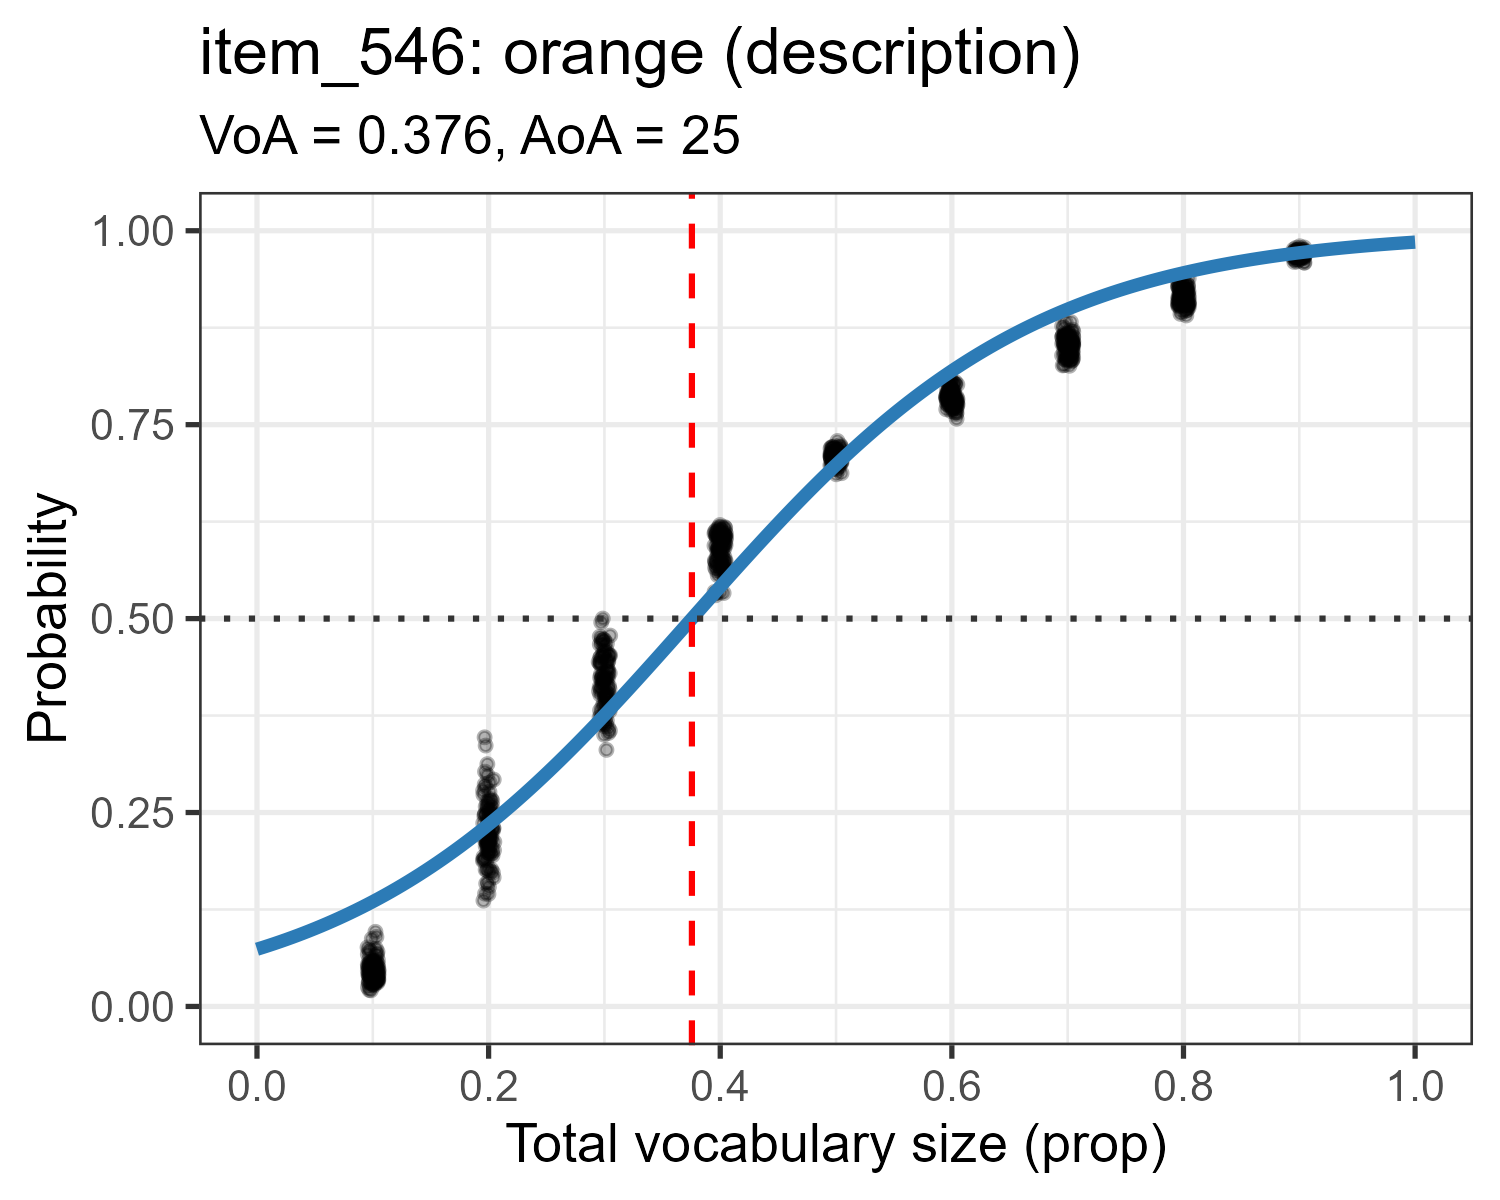 item_546: orange (description)
VoA = 0.376, AoA = 25
1.00
0.75
0.50
0.25
0.00
Probability
0.0 0.2 0.4 0.6 0.8 1.0
Total vocabulary size (prop)